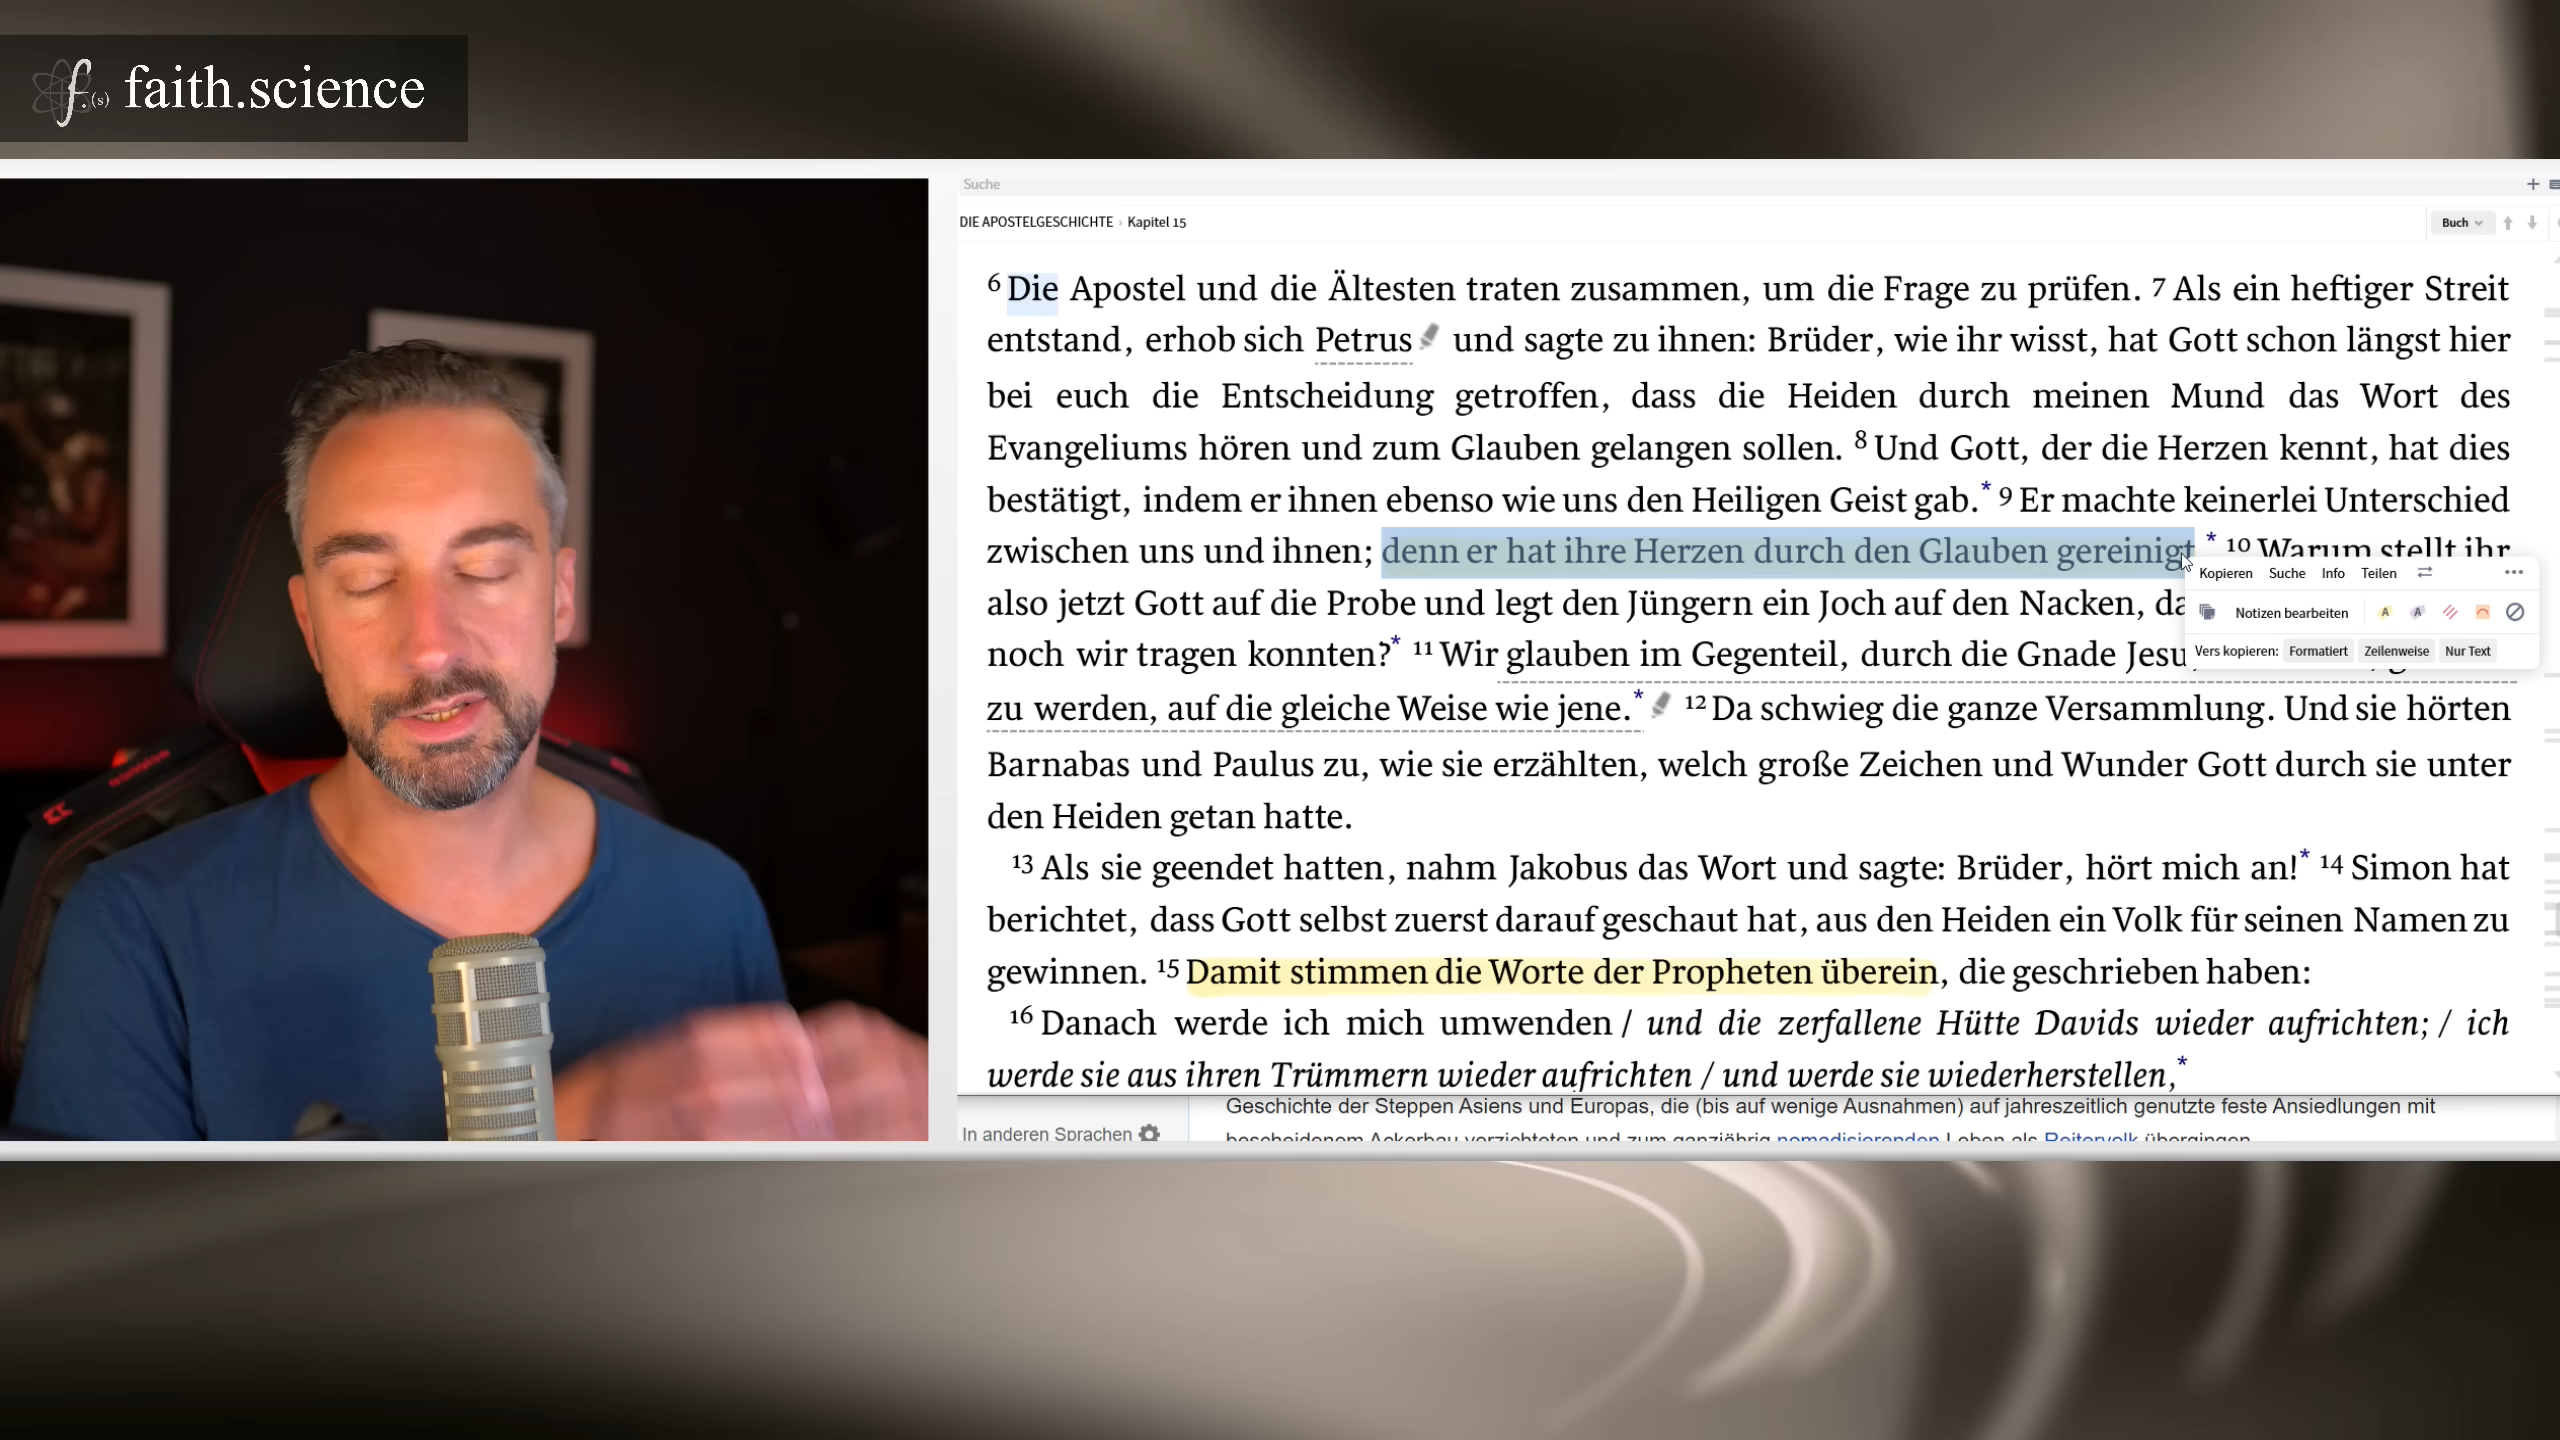 f.(s) faith.science
Suche
DIE APOSTELGESCHICHTE › Kapitel 15
Buch
6 Die Apostel und die Ältesten traten zusammen, um die Frage zu prüfen. 7 Als ein heftiger Streit
entstand, erhob sich Petrus und sagte zu ihnen: Brüder, wie ihr wisst, hat Gott schon längst hier
bei euch die Entscheidung getroffen, dass die Heiden durch meinen Mund das Wort des
Evangeliums hören und zum Glauben gelangen sollen. 8 Und Gott, der die Herzen kennt, hat dies
bestätigt, indem er ihnen ebenso wie uns den Heiligen Geist gab.* 9 Er machte keinerlei Unterschied
zwischen uns und ihnen; denn er hat ihre Herzen durch den Glauben gereinigt.* 10 Warum stellt ihr
also jetzt Gott auf die Probe und legt den Jüngern ein Joch auf den Nacken, da
noch wir tragen konnten?* 11 Wir glauben im Gegenteil, durch die Gnade Jesu,
zu werden, auf die gleiche Weise wie jene.* 12 Da schwieg die ganze Versammlung. Und sie hörten
Barnabas und Paulus zu, wie sie erzählten, welch große Zeichen und Wunder Gott durch sie unter
den Heiden getan hatte.
13 Als sie geendet hatten, nahm Jakobus das Wort und sagte: Brüder, hört mich an!* 14 Simon hat
berichtet, dass Gott selbst zuerst darauf geschaut hat, aus den Heiden ein Volk für seinen Namen zu
gewinnen. 15 Damit stimmen die Worte der Propheten überein, die geschrieben haben:
16 Danach werde ich mich umwenden / und die zerfallene Hütte Davids wieder aufrichten; / ich
werde sie aus ihren Trümmern wieder aufrichten / und werde sie wiederherstellen,*
Kopieren Suche Info Teilen
Notizen bearbeiten
Vers kopieren: Formatiert Zeilenweise Nur Text
Geschichte der Steppen Asiens und Europas, die (bis auf wenige Ausnahmen) auf jahreszeitlich genutzte feste Ansiedlungen mit
In anderen Sprachen
bescheidenem Ackerbau verzichteten und zum ganzjährig nomadisierenden Leben als Reitervolk übergingen